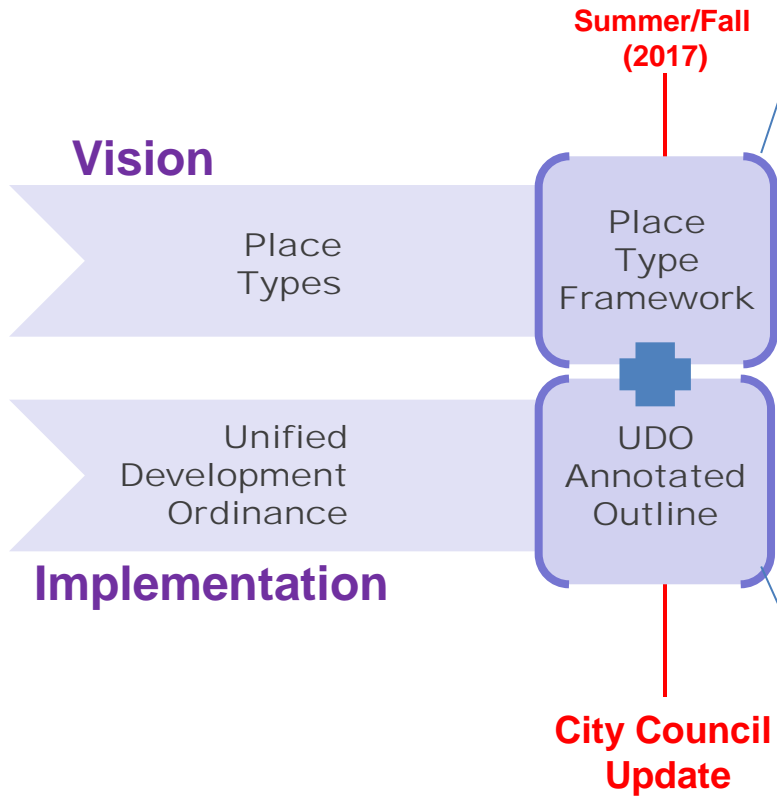 Summer/Fall
(2017)
Vision
Place
Types
Place
Type
Framework
Unified
Development
Ordinance
UDO
Annotated
Outline
Implementation
City Council
Update